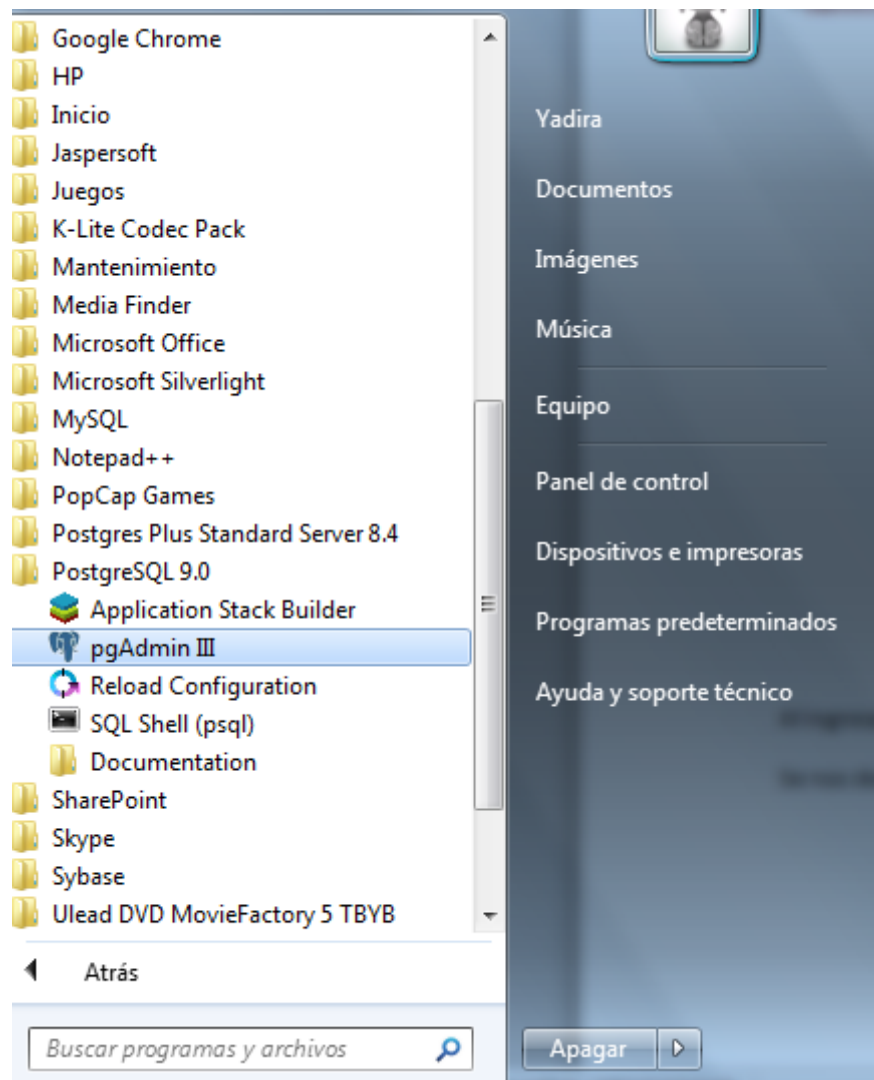 Google Chrome
HP
Inicio
Jaspersoft
Juegos
K-Lite Codec Pack
Mantenimiento
Media Finder
Microsoft Office
Microsoft Silverlight
MySQL
Notepad++
PopCap Games
Postgres Plus Standard Server 8.4
PostgreSQL 9.0
Application Stack Builder
pgAdmin III
Reload Configuration
SQL Shell (psql)
Documentation
SharePoint
Skype
Sybase
Ulead DVD MovieFactory 5 TBYB
Atrás
Buscar programas y archivos
Yadira
Documentos
Imágenes
Música
Equipo
Panel de control
Dispositivos e impresoras
Programas predeterminados
Ayuda y soporte técnico
Apagar